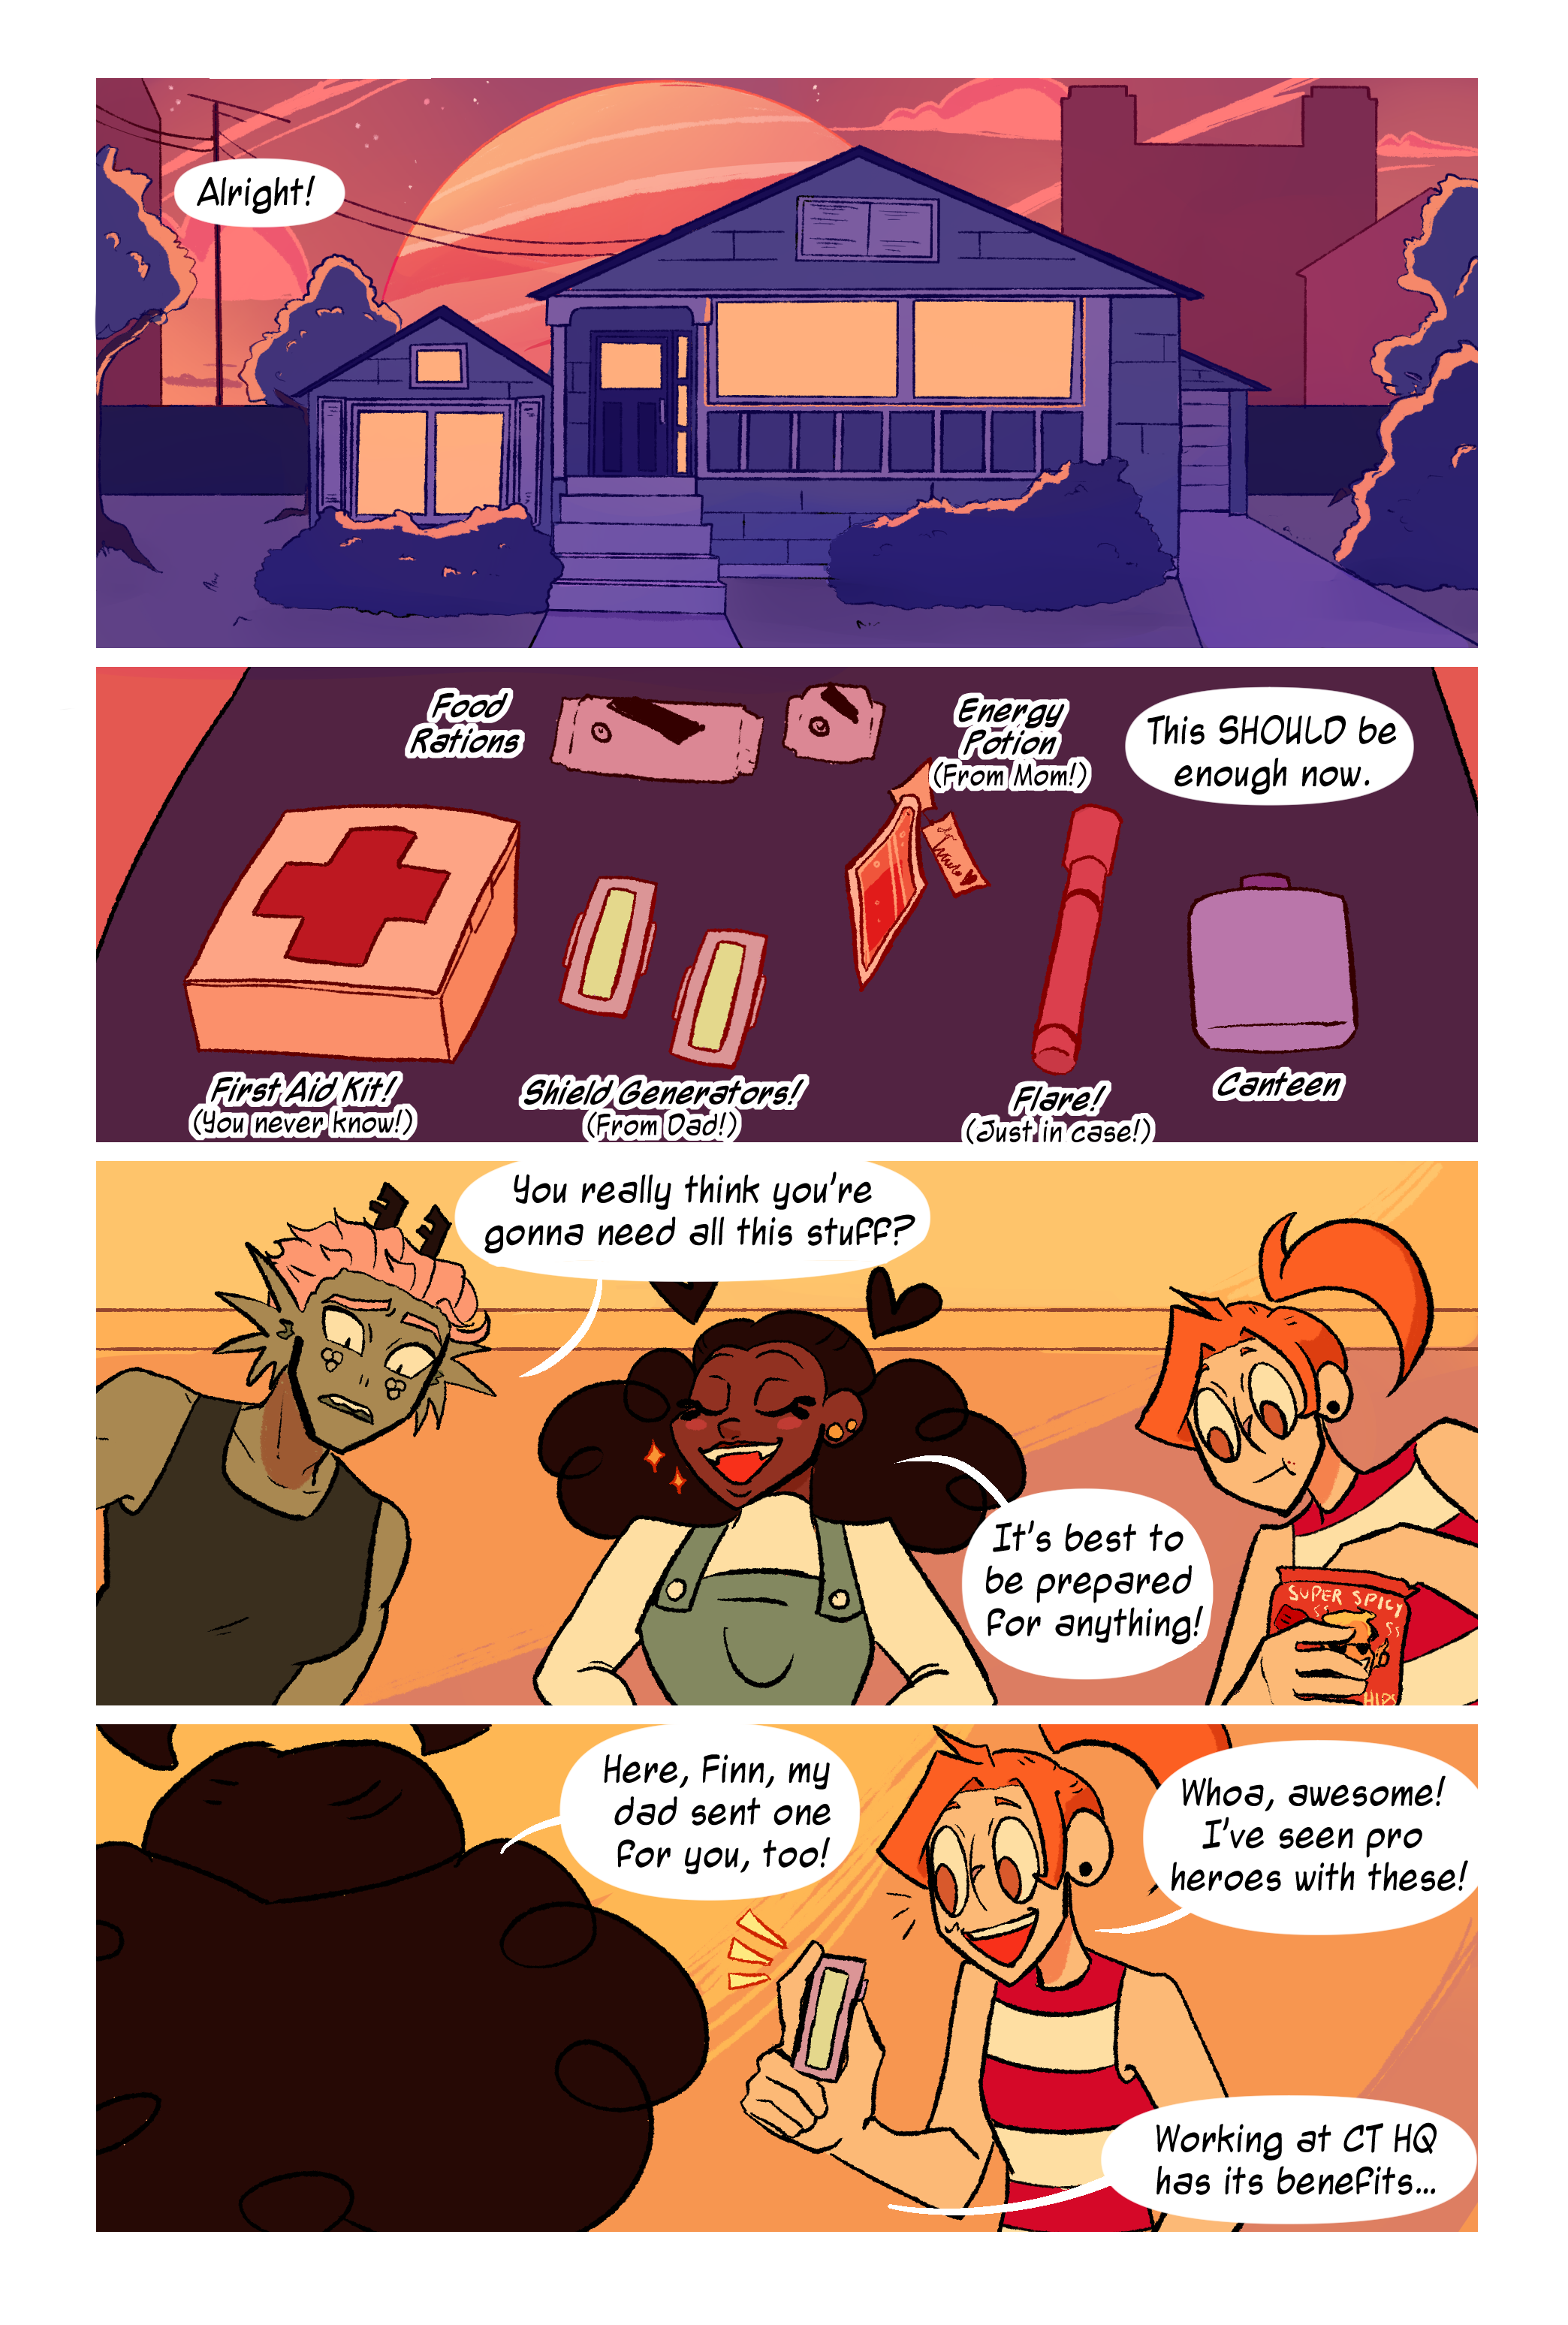 Alright!
Food
Rations
Energy
Potion
(From Mom!)
This SHOULD be
enough now.
First Aid Kit!
(You never know!)
Shield Generators!
(From Dad!)
Flare!
(Just in case!)
Canteen
You really think you're
gonna need all this stuff?
It's best to
be prepared
for anything!
SUPER SPICY
HIPS
Here, Finn, my
dad sent one
for you, too!
Whoa, awesome!
I've seen pro
heroes with these!
Working at CT HQ
has its benefits...